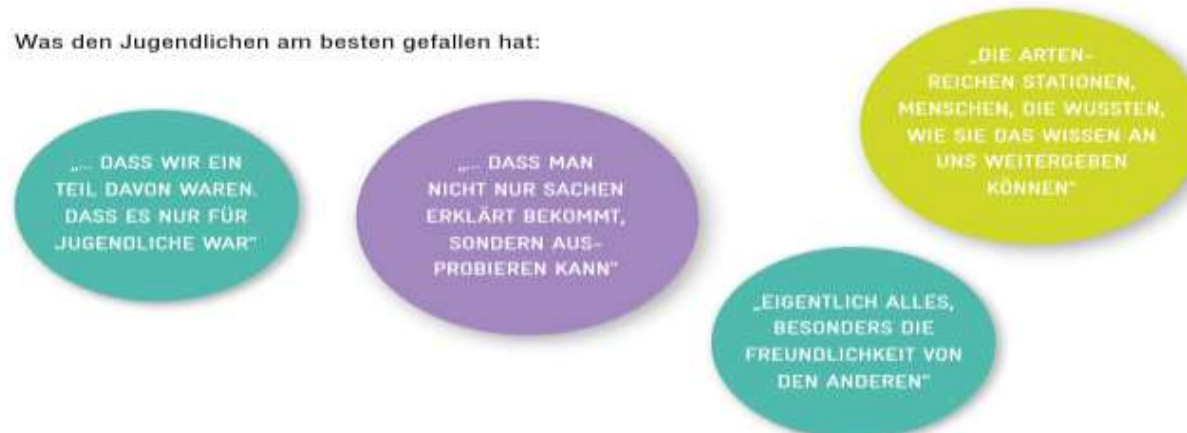 Was den Jugendlichen am besten gefallen hat:
„... DASS WIR EIN
TEIL DAVON WAREN.
DASS ES NUR FÜR
JUGENDLICHE WAR“
„... DASS MAN
NICHT NUR SACHEN
ERKLÄRT BEKOMMT,
SONDERN AUS-
PROBIEREN KANN“
„DIE ARTEN-
REICHEN STATIONEN,
MENSCHEN, DIE WUSSTEN,
WIE SIE DAS WISSEN AN
UNS WEITERGEBEN
KÖNNEN“
„EIGENTLICH ALLES,
BESONDERS DIE
FREUNDLICHKEIT VON
DEN ANDEREN“